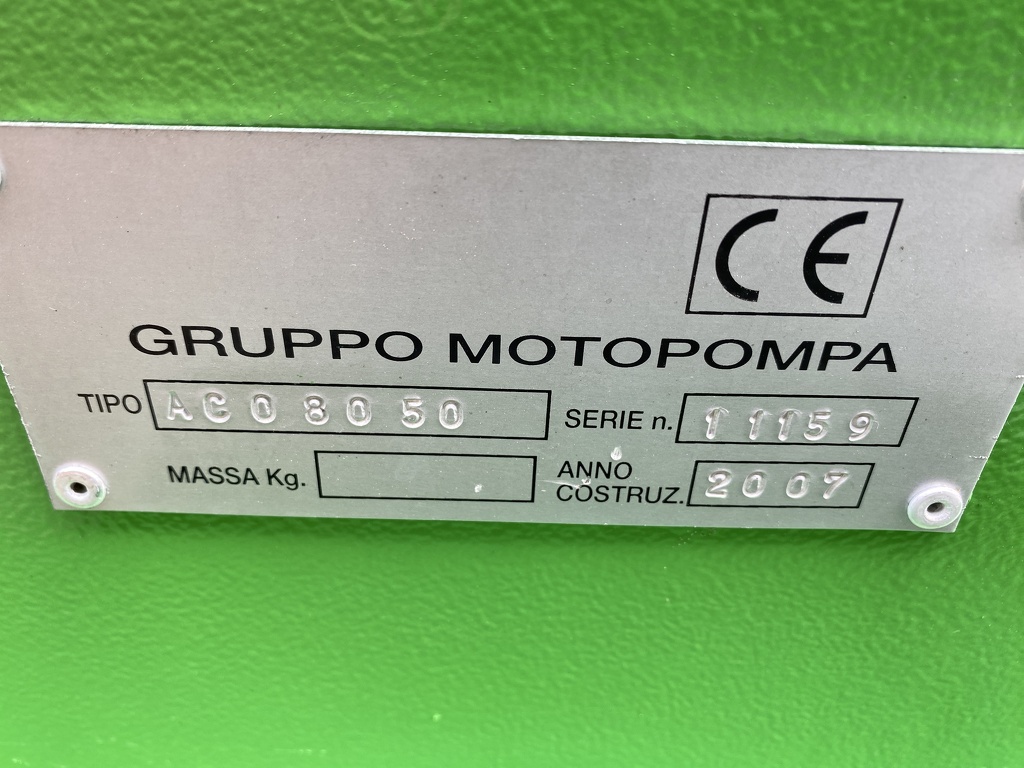 CE
GRUPPO MOTOPOMPA
TIPO AC08050 SERIE n. 11159
MASSA Kg. ANNO COSTRUZ. 2007